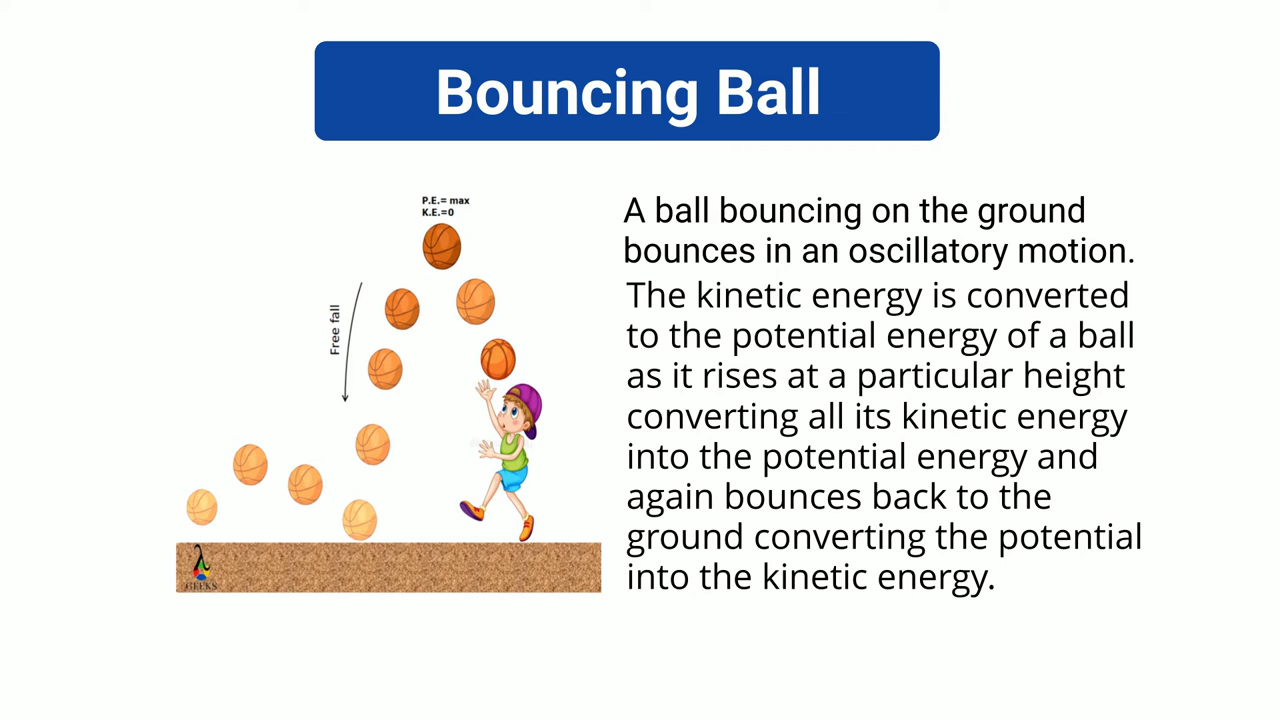 Bouncing Ball
P.E.= max
K.E.=0
Free fall
A ball bouncing on the ground
bounces in an oscillatory motion.
The kinetic energy is converted
to the potential energy of a ball
as it rises at a particular height
converting all its kinetic energy
into the potential energy and
again bounces back to the
ground converting the potential
into the kinetic energy.
GEEKS